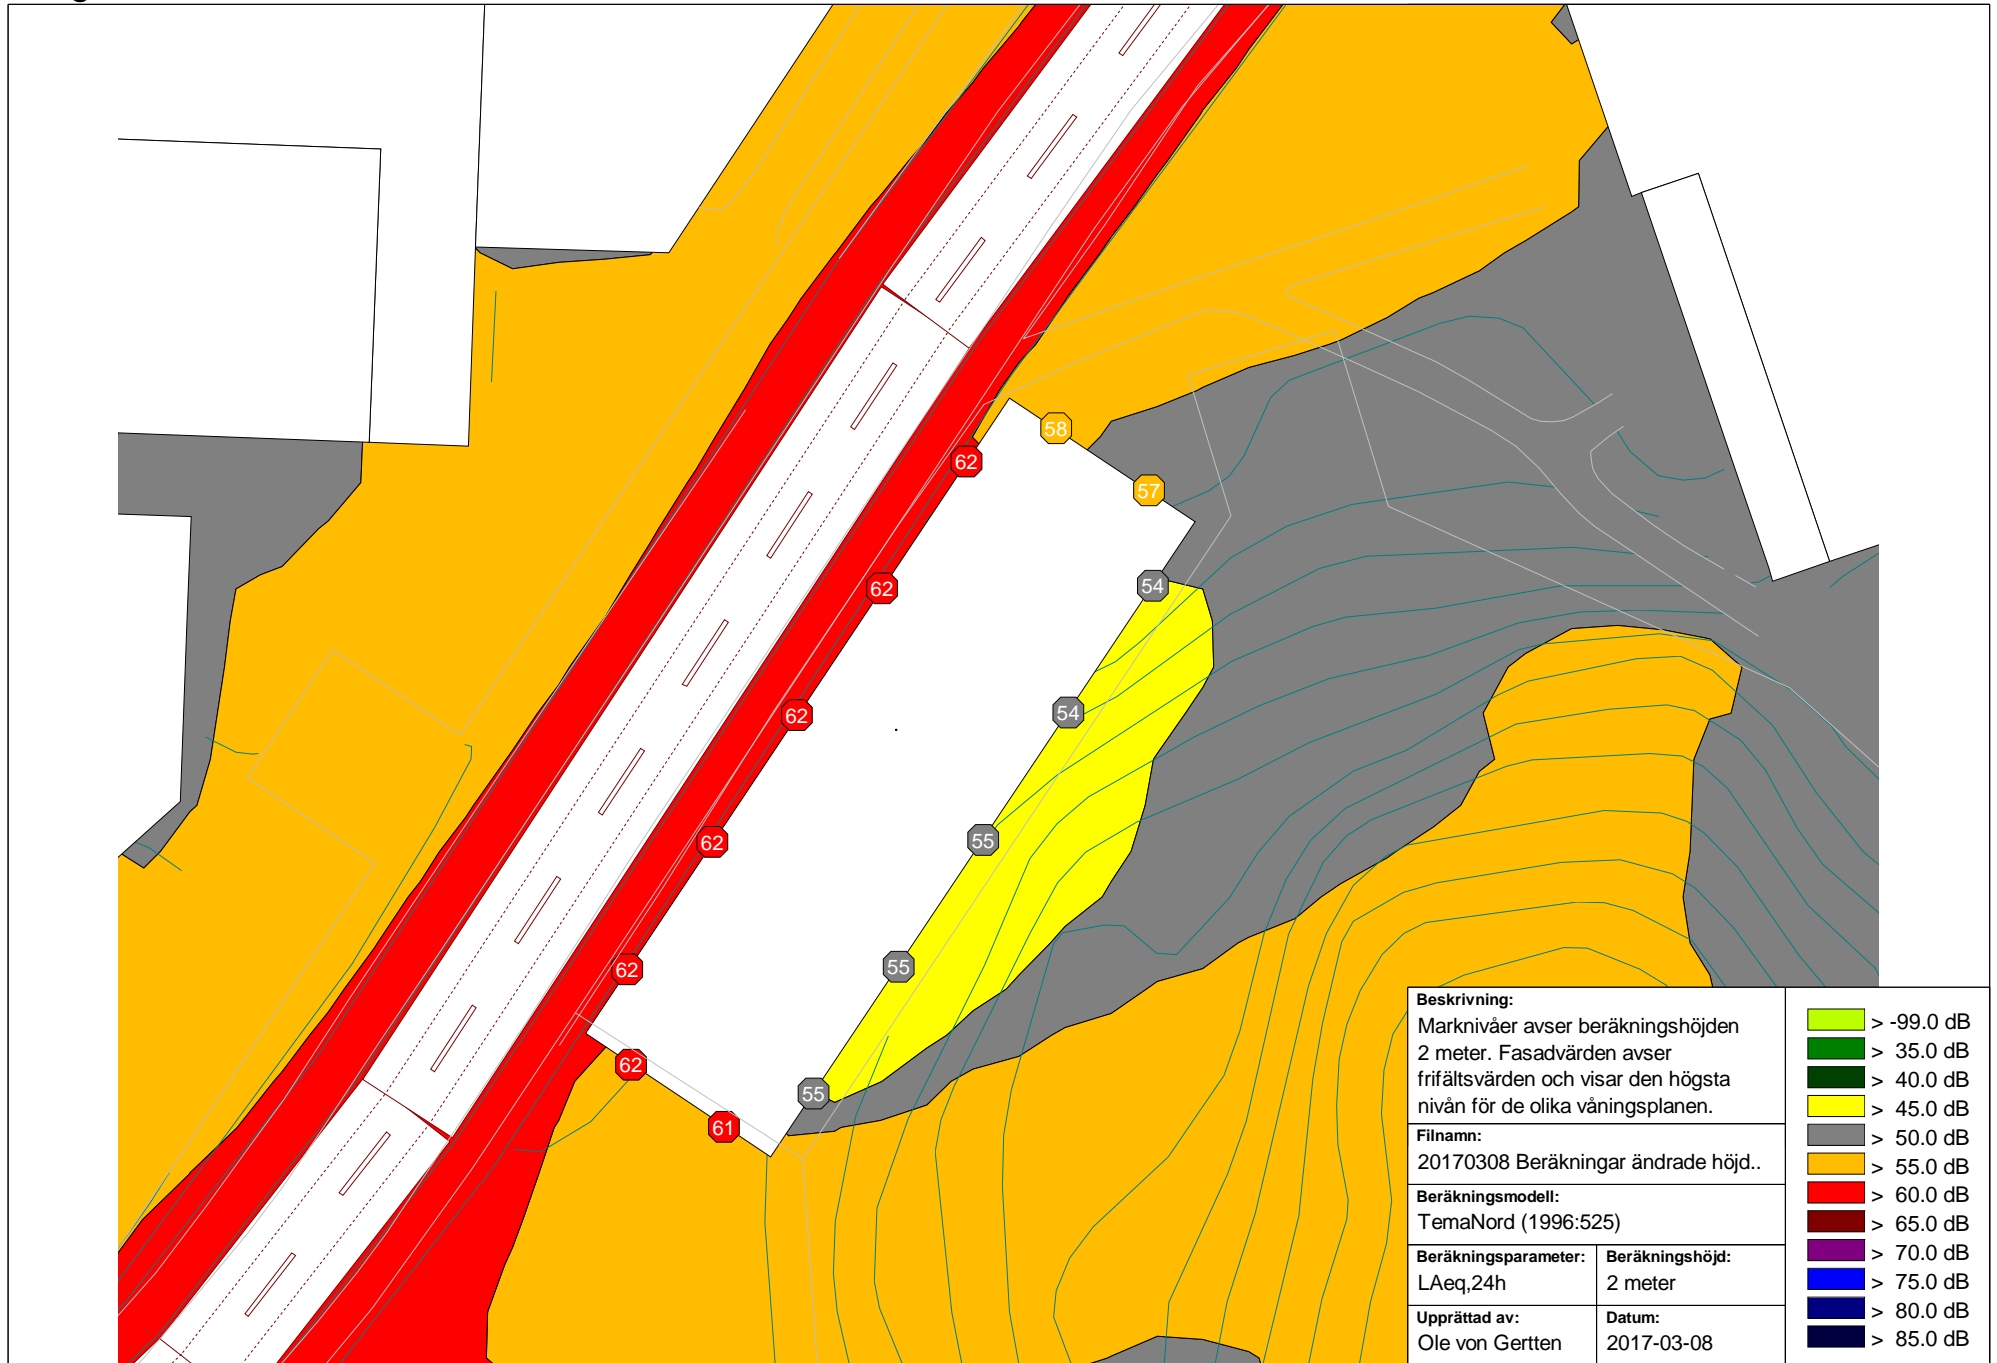 58
62
57
62
54
62
54
62
55
62
55
62
55
61
Beskrivning:
Marknivåer avser beräkningshöjden
2 meter. Fasadvärden avser
frifältsvärden och visar den högsta
nivån för de olika våningsplanen.
Filnamn:
20170308 Beräkningar ändrade höjd..
Beräkningsmodell:
TemaNord (1996:525)
Beräkningsparameter:
LAeq,24h
Beräkningshöjd:
2 meter
Upprättad av:
Ole von Gertten
Datum:
2017-03-08
> -99.0 dB
> 35.0 dB
> 40.0 dB
> 45.0 dB
> 50.0 dB
> 55.0 dB
> 60.0 dB
> 65.0 dB
> 70.0 dB
> 75.0 dB
> 80.0 dB
> 85.0 dB